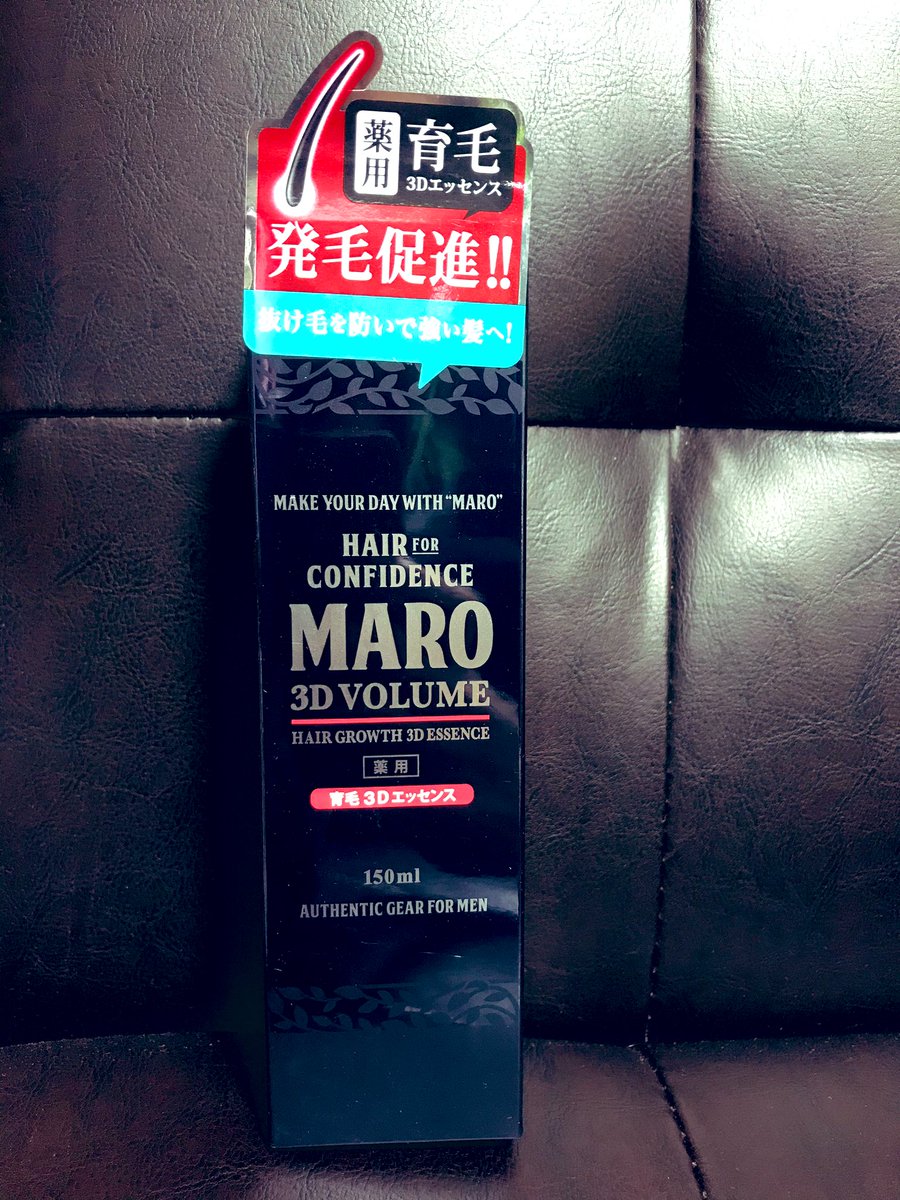 薬用
育毛
3Dエッセンス
発毛促進!!
抜け毛を防いで強い髪へ!
MAKE YOUR DAY WITH "MARO"
HAIR FOR
CONFIDENCE
MARO
3D VOLUME
HAIR GROWTH 3D ESSENCE
薬用
育毛 3Dエッセンス
150ml
AUTHENTIC GEAR FOR MEN